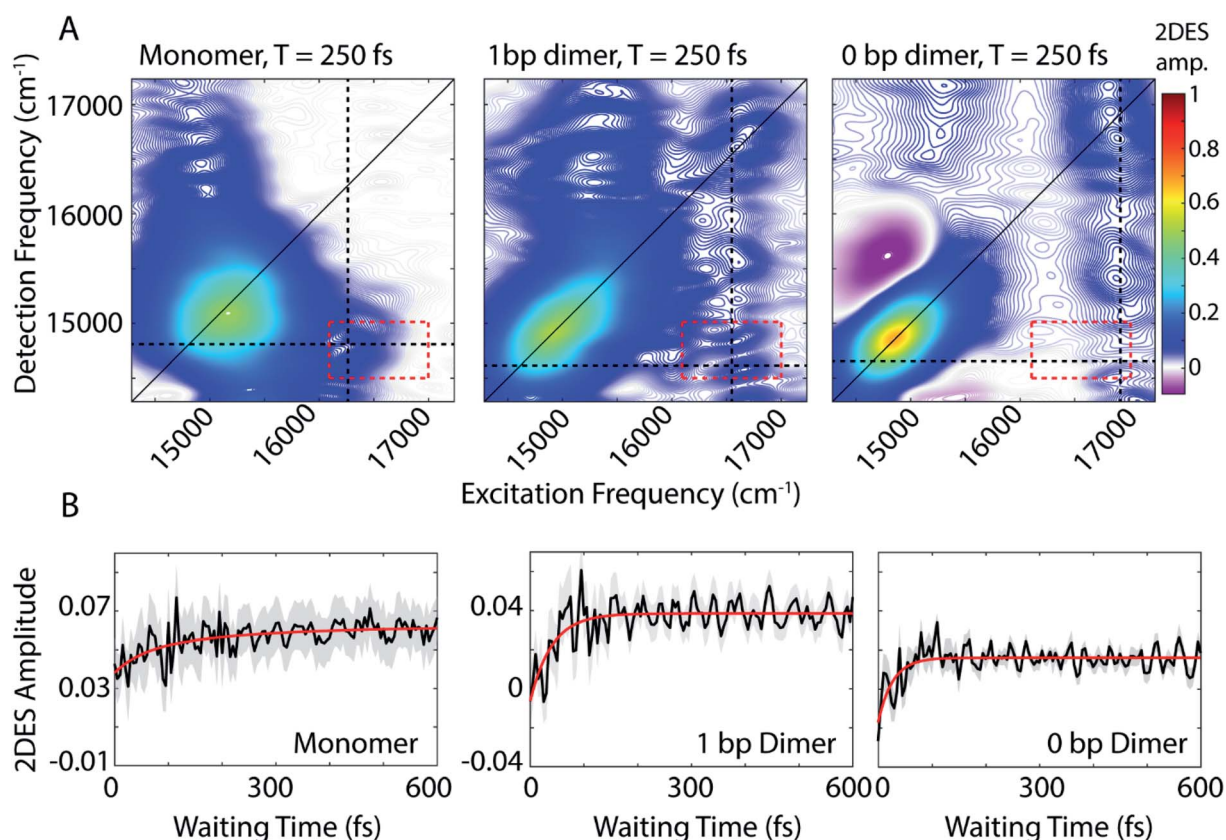 A
Monomer, T = 250 fs
1bp dimer, T = 250 fs
0 bp dimer, T = 250 fs
2DES
amp.
Detection Frequency (cm⁻¹)
17000
16000
15000
1
0.8
0.6
0.4
0.2
0
15000 16000 17000
15000 16000 17000
15000 16000 17000
Excitation Frequency (cm⁻¹)
B
2DES Amplitude
0.07
0.03
-0.01
Monomer
0 300 600
Waiting Time (fs)
0.04
0
-0.04
1 bp Dimer
0 300 600
Waiting Time (fs)
0 bp Dimer
0 300 600
Waiting Time (fs)